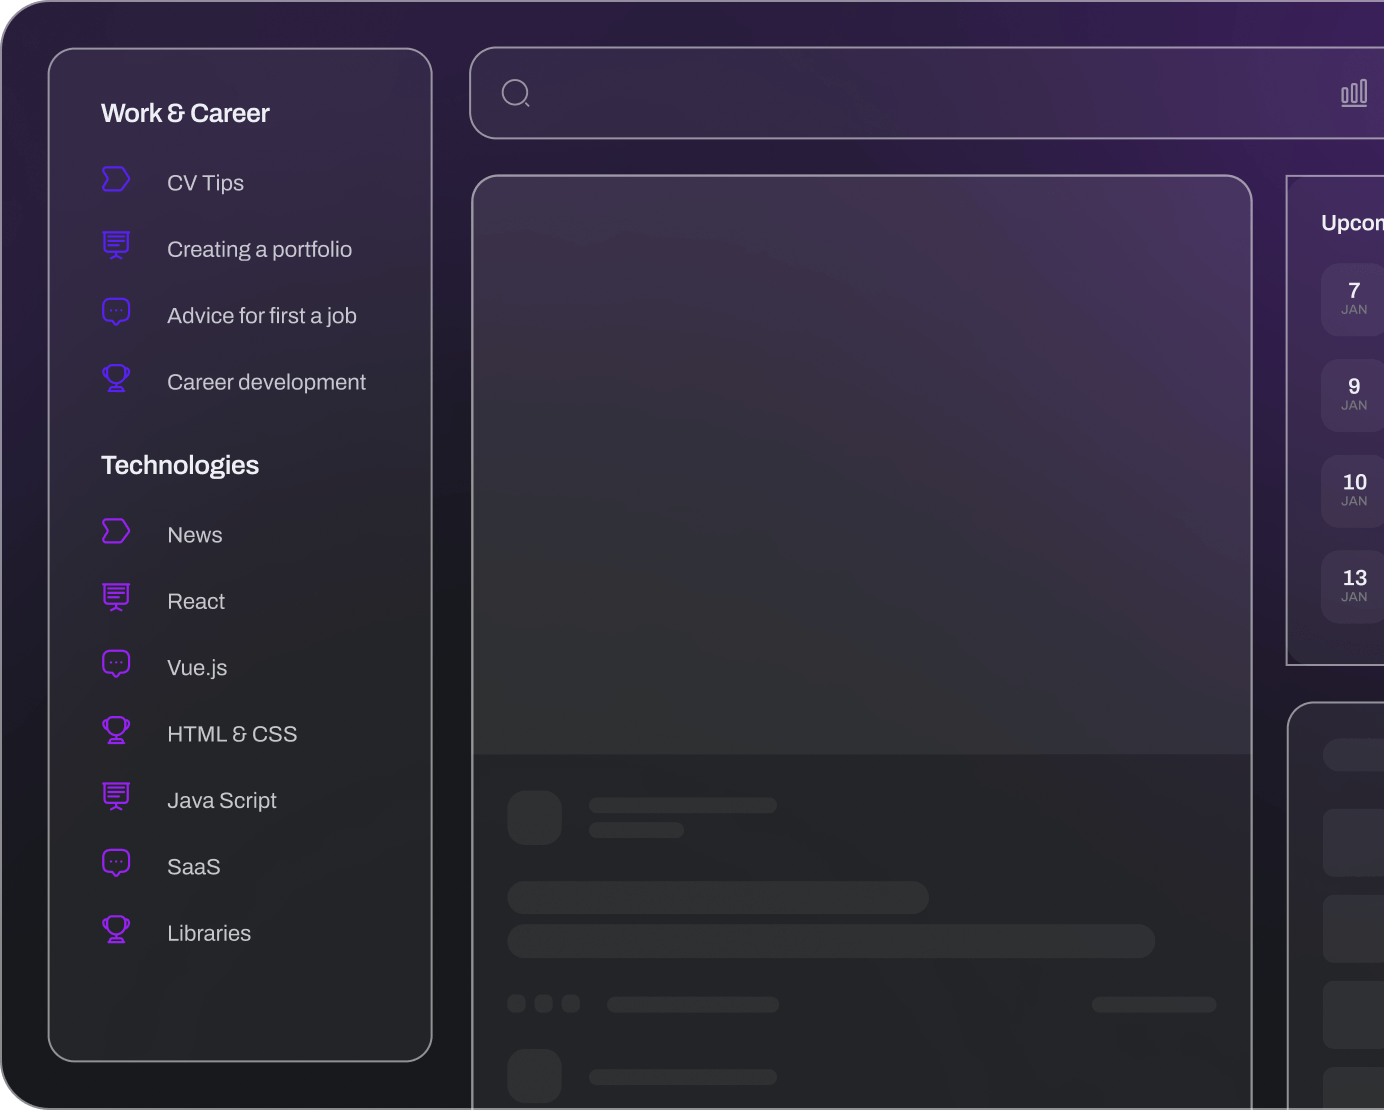 Work & Career
CV Tips
Creating a portfolio
Advice for first a job
Career development
Technologies
News
React
Vue.js
HTML & CSS
Java Script
SaaS
Libraries
7
JAN
9
JAN
10
JAN
13
JAN